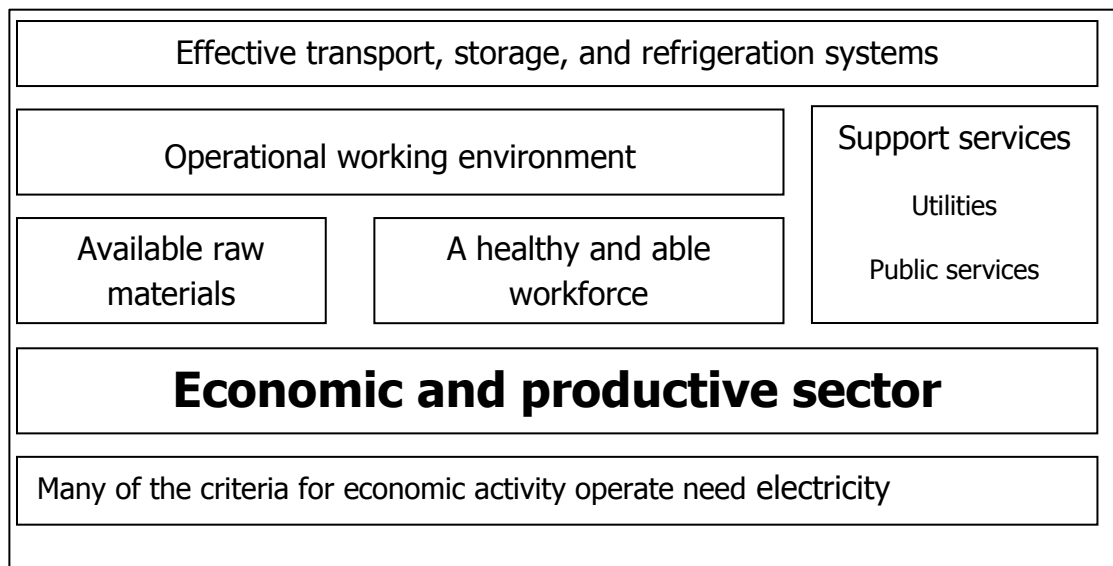 Effective transport, storage, and refrigeration systems
Operational working environment
Support services
Utilities
Public services
Available raw
materials
A healthy and able
workforce
Economic and productive sector
Many of the criteria for economic activity operate need electricity